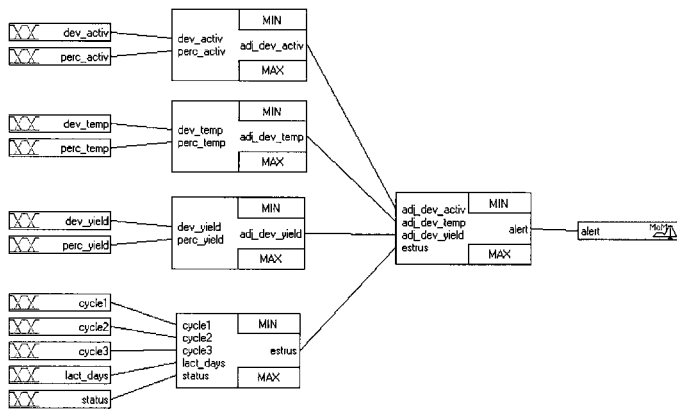 dev_activ
perc_activ
dev_activ
perc_activ
MIN
adj_dev_activ
MAX
dev_temp
perc_temp
dev_temp
perc_temp
MIN
adj_dev_temp
MAX
dev_yield
perc_yield
dev_yield
perc_yield
MIN
adj_dev_yield
MAX
cycle1
cycle2
cycle3
lact_days
status
cycle1
cycle2
cycle3
lact_days
status
MIN
estrus
MAX
adj_dev_activ
adj_dev_temp
adj_dev_yield
estrus
MIN
alert
MAX
alert